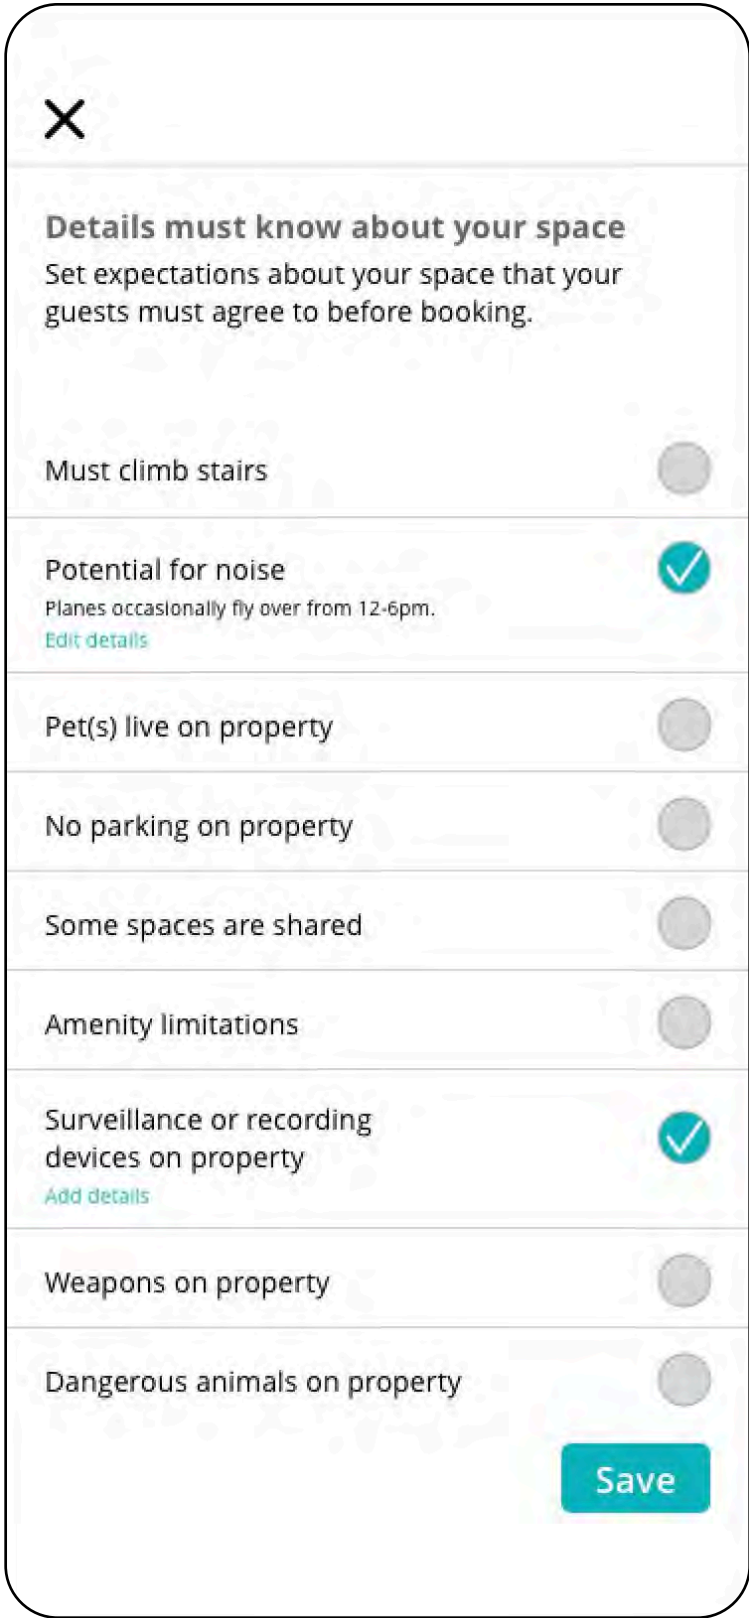 Details must know about your space
Set expectations about your space that your
guests must agree to before booking.
Must climb stairs
Potential for noise
Planes occasionally fly over from 12-6pm.
Edit details
Pet(s) live on property
No parking on property
Some spaces are shared
Amenity limitations
Surveillance or recording
devices on property
Add details
Weapons on property
Dangerous animals on property
Save